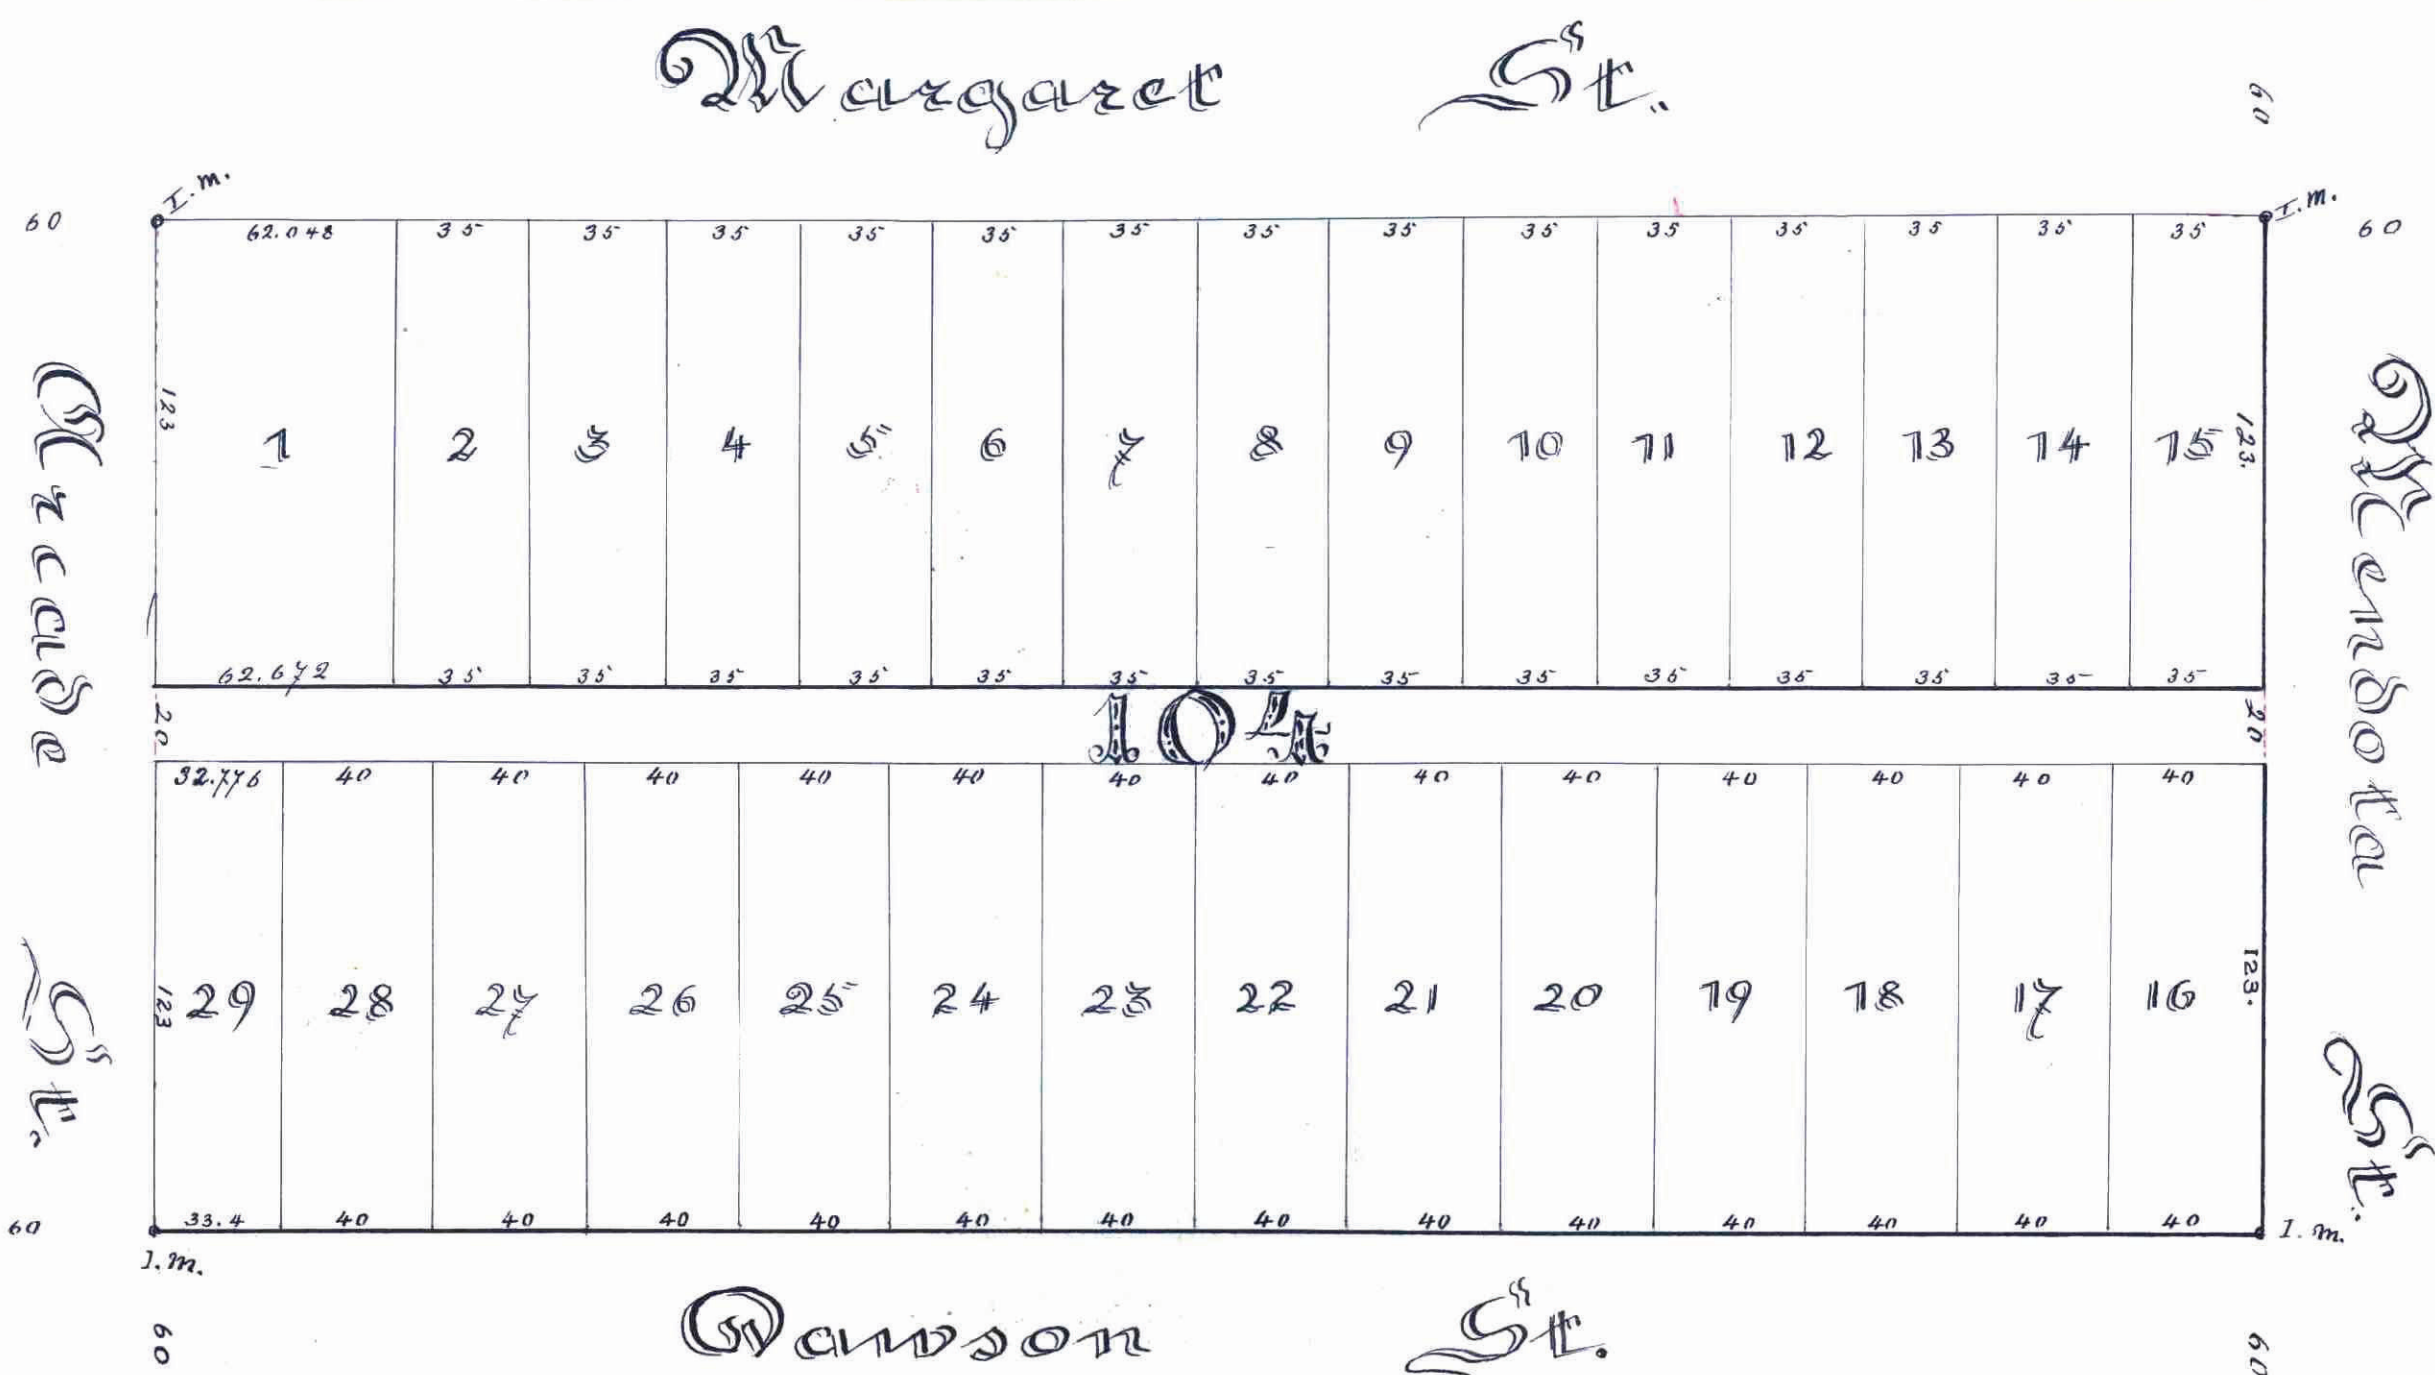 Margaret St.
60
I. m.
I. m.
60
60
62.048 35 35 35 35 35 35 35 35 35 35 35 35 35 35
Arcade St.
Mendota St.
123
123.
1 2 3 4 5 6 7 8 9 10 11 12 13 14 15
62.672 35 35 35 35 35 35 35 35 35 35 35 35 35 35
20
104
20
32.776 40 40 40 40 40 40 40 40 40 40 40 40 40
123
123.
29 28 27 26 25 24 23 22 21 20 19 18 17 16
33.4 40 40 40 40 40 40 40 40 40 40 40 40 40
60
I. m.
I. m.
Dawson St.
60
60